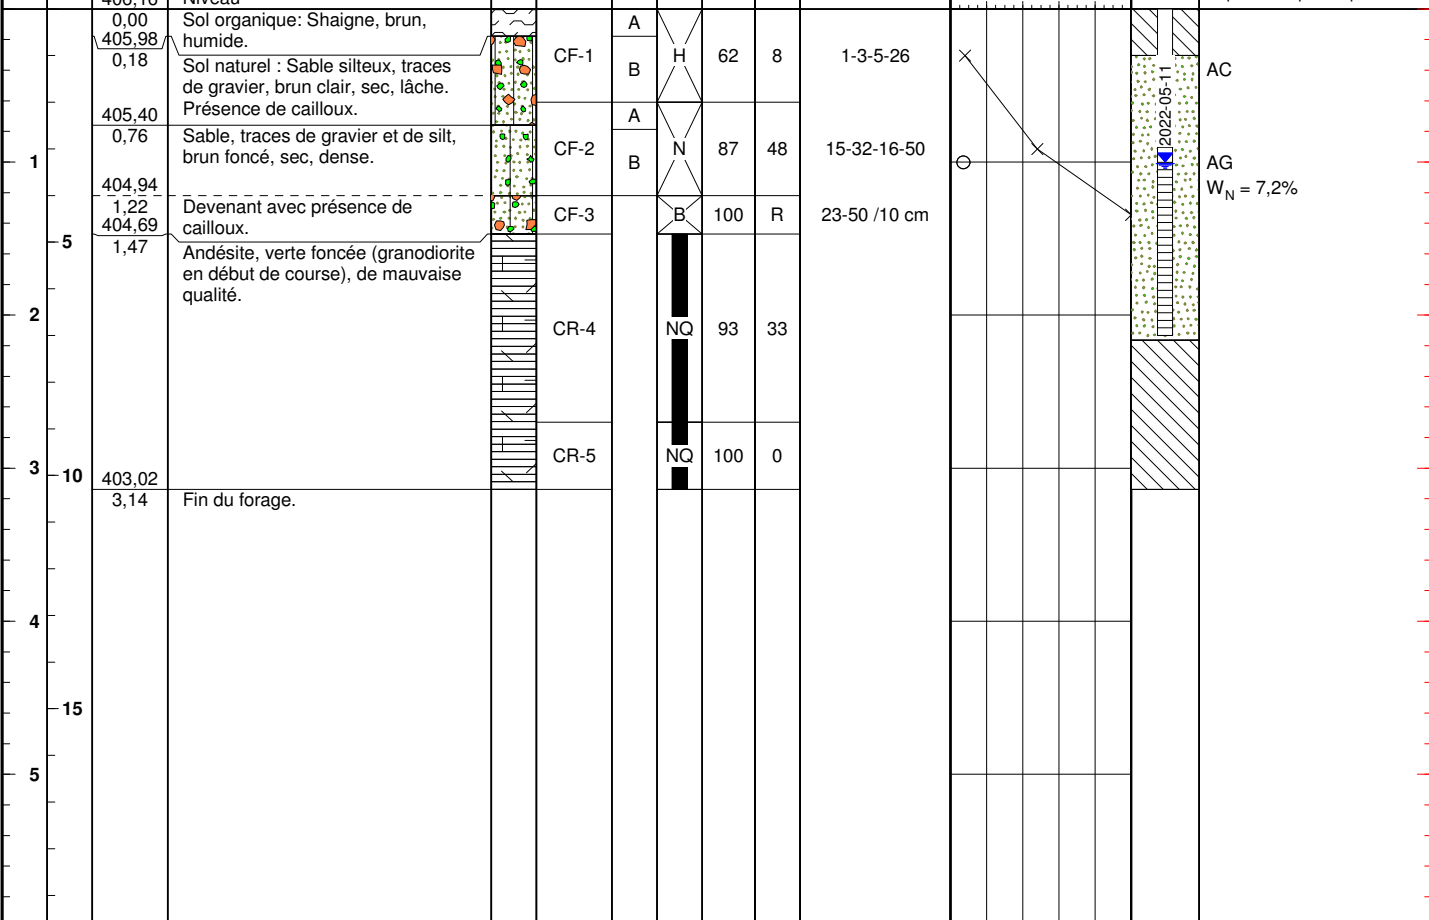 0,00
Sol organique: Shaigne, brun,
humide.
405,98
0,18
Sol naturel : Sable silteux, traces
de gravier, brun clair, sec, lâche.
Présence de cailloux.
405,40
0,76
Sable, traces de gravier et de silt,
brun foncé, sec, dense.
404,94
1,22
Devenant avec présence de
cailloux.
404,69
1,47
Andésite, verte foncée (granodiorite
en début de course), de mauvaise
qualité.
403,02
3,14
Fin du forage.
1
2
3
4
5
5
10
15
CF-1 A B H 62 8 1-3-5-26
CF-2 A B N 87 48 15-32-16-50
CF-3 B 100 R 23-50 /10 cm
CR-4 NQ 93 33
CR-5 NQ 100 0
2022-05-11
AC
AG
WN = 7,2%